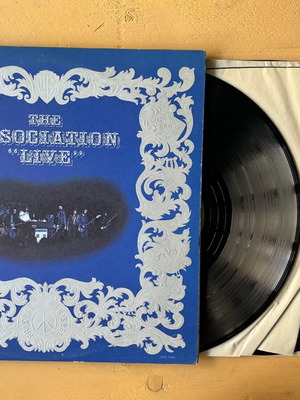 THE
SOCIATION
"LIVE"